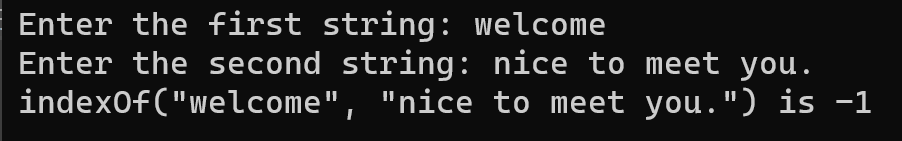 Enter the first string: welcome
Enter the second string: nice to meet you.
indexOf("welcome", "nice to meet you.") is -1